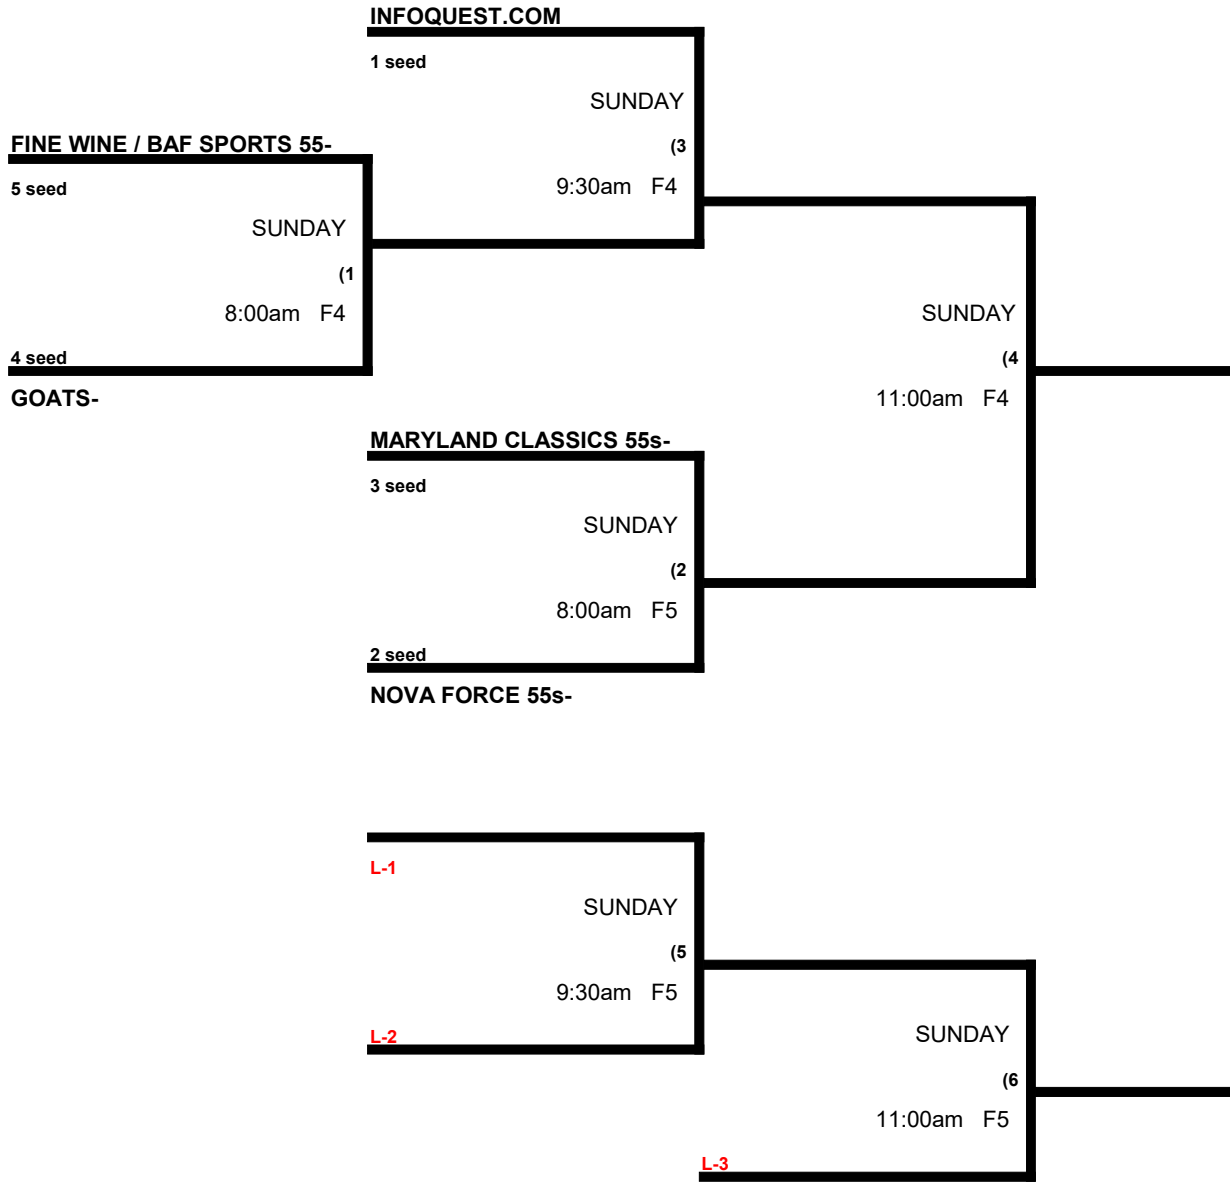 INFOQUEST.COM
1 seed
SUNDAY
FINE WINE / BAF SPORTS 55-
(3
5 seed
9:30am F4
SUNDAY
(1
8:00am F4
SUNDAY
4 seed
(4
GOATS-
11:00am F4
MARYLAND CLASSICS 55s-
3 seed
SUNDAY
(2
8:00am F5
2 seed
NOVA FORCE 55s-
L-1
SUNDAY
(5
9:30am F5
L-2
SUNDAY
(6
11:00am F5
L-3